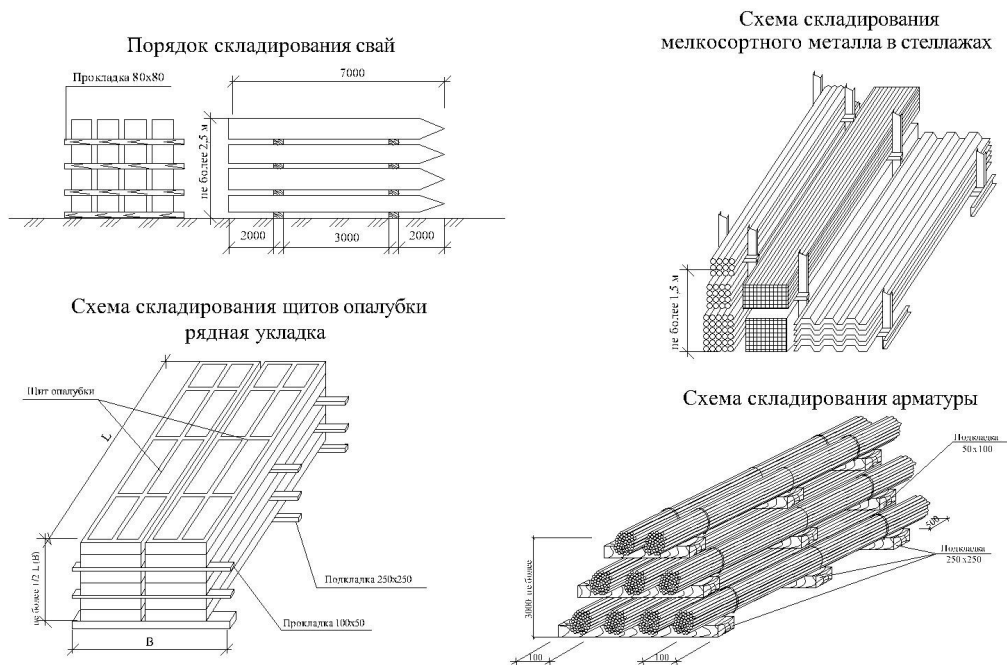 Порядок складирования свай
Прокладка 80х80
7000
не более 2,5 м
2000
3000
2000
Схема складирования
мелкосортного металла в стеллажах
не более 1,5 м
Схема складирования щитов опалубки
рядная укладка
Щит опалубки
L
не более 1/2 L (B)
B
Подкладка 250х250
Прокладка 100х50
Схема складирования арматуры
Подкладка
50х100
500
Подкладка
250х250
3000 не более
100
100